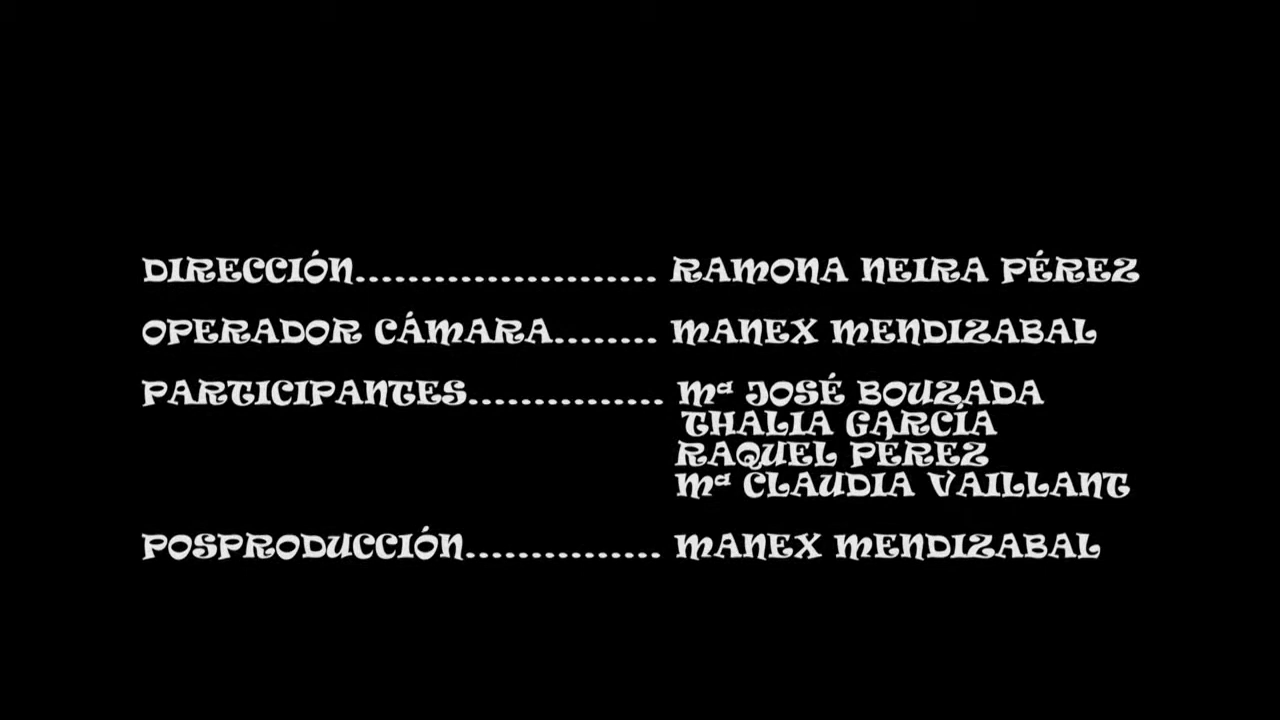 DIRECCIÓN....................... RAMONA NEIRA PÉREZ
OPERADOR CÁMARA........ MANEX MENDIZABAL
PARTICIPANTES............... Mª JOSÉ BOUZADA
THALIA GARCÍA
RAQUEL PÉREZ
Mª CLAUDIA VAILLANT
POSPRODUCCIÓN............... MANEX MENDIZABAL